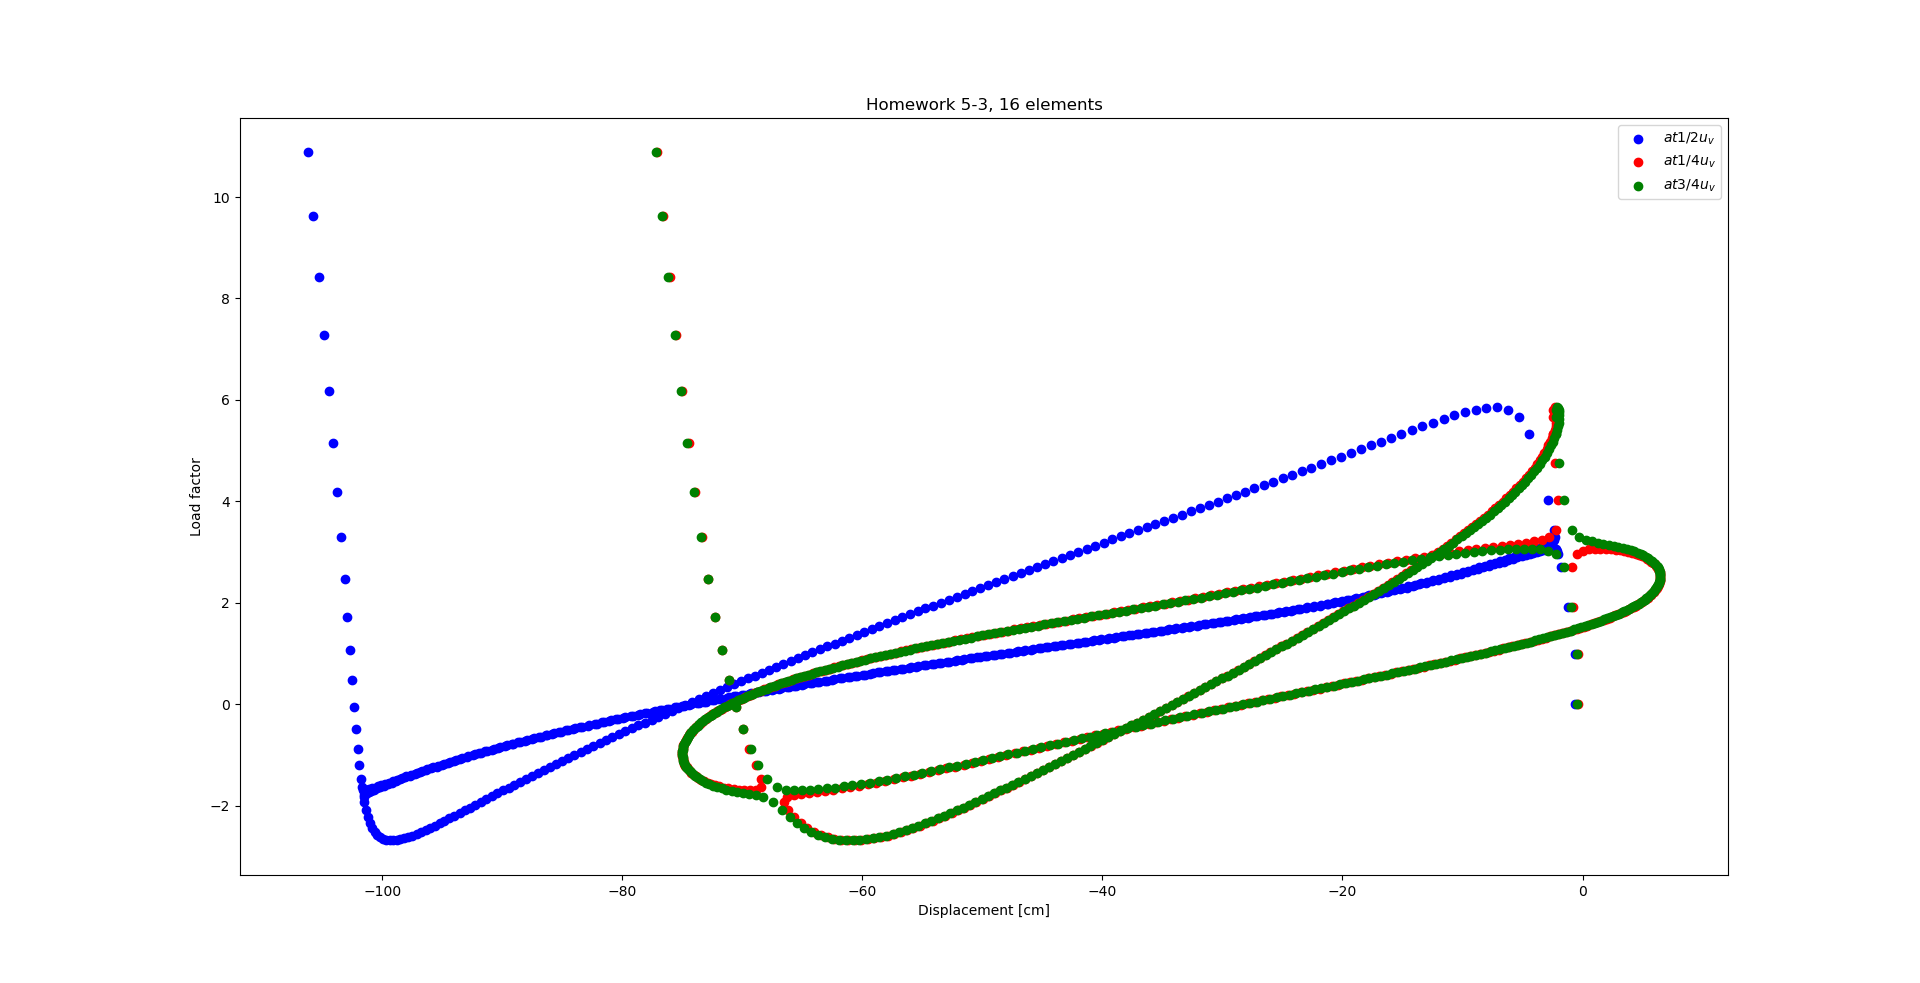 Homework 5-3, 16 elements
at1/2u_v
at1/4u_v
at3/4u_v
Load factor
10
8
6
4
2
0
−2
−100
−80
−60
−40
−20
0
Displacement [cm]